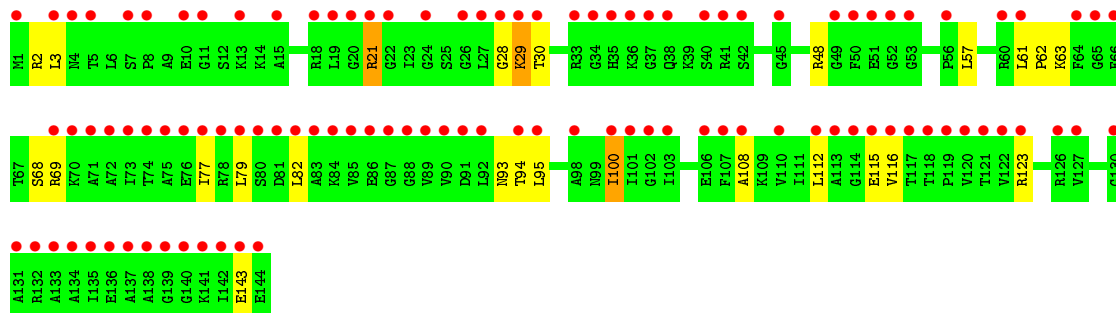 M1 R2 L3 N4 T5 L6 S7 P8 A9 E10 G11 S12 K13 K14 A15 R18 L19 G20 R21 G22 I23 G24 S25 G26 L27 G28 K29 T30 R33 G34 H35 K36 G37 Q38 K39 S40 R41 S42 G45 R48 G49 F50 E51 G52 G53 P56 L57 R60 L61 P62 K63 F64 G65 F66
T67 S68 R69 K70 A71 A72 I73 T74 A75 E76 I77 R78 L79 S80 D81 L82 A83 K84 V85 E86 G87 G88 V89 V90 D91 L92 N93 T94 L95 A98 N99 I100 I101 G102 I103 E106 F107 A108 K109 V110 I111 L112 A113 G114 E115 V116 T117 T118 P119 V120 T121 V122 R123 R126 V127 G130
A131 R132 A133 A134 I135 E136 A137 A138 G139 G140 K141 I142 E143 E144